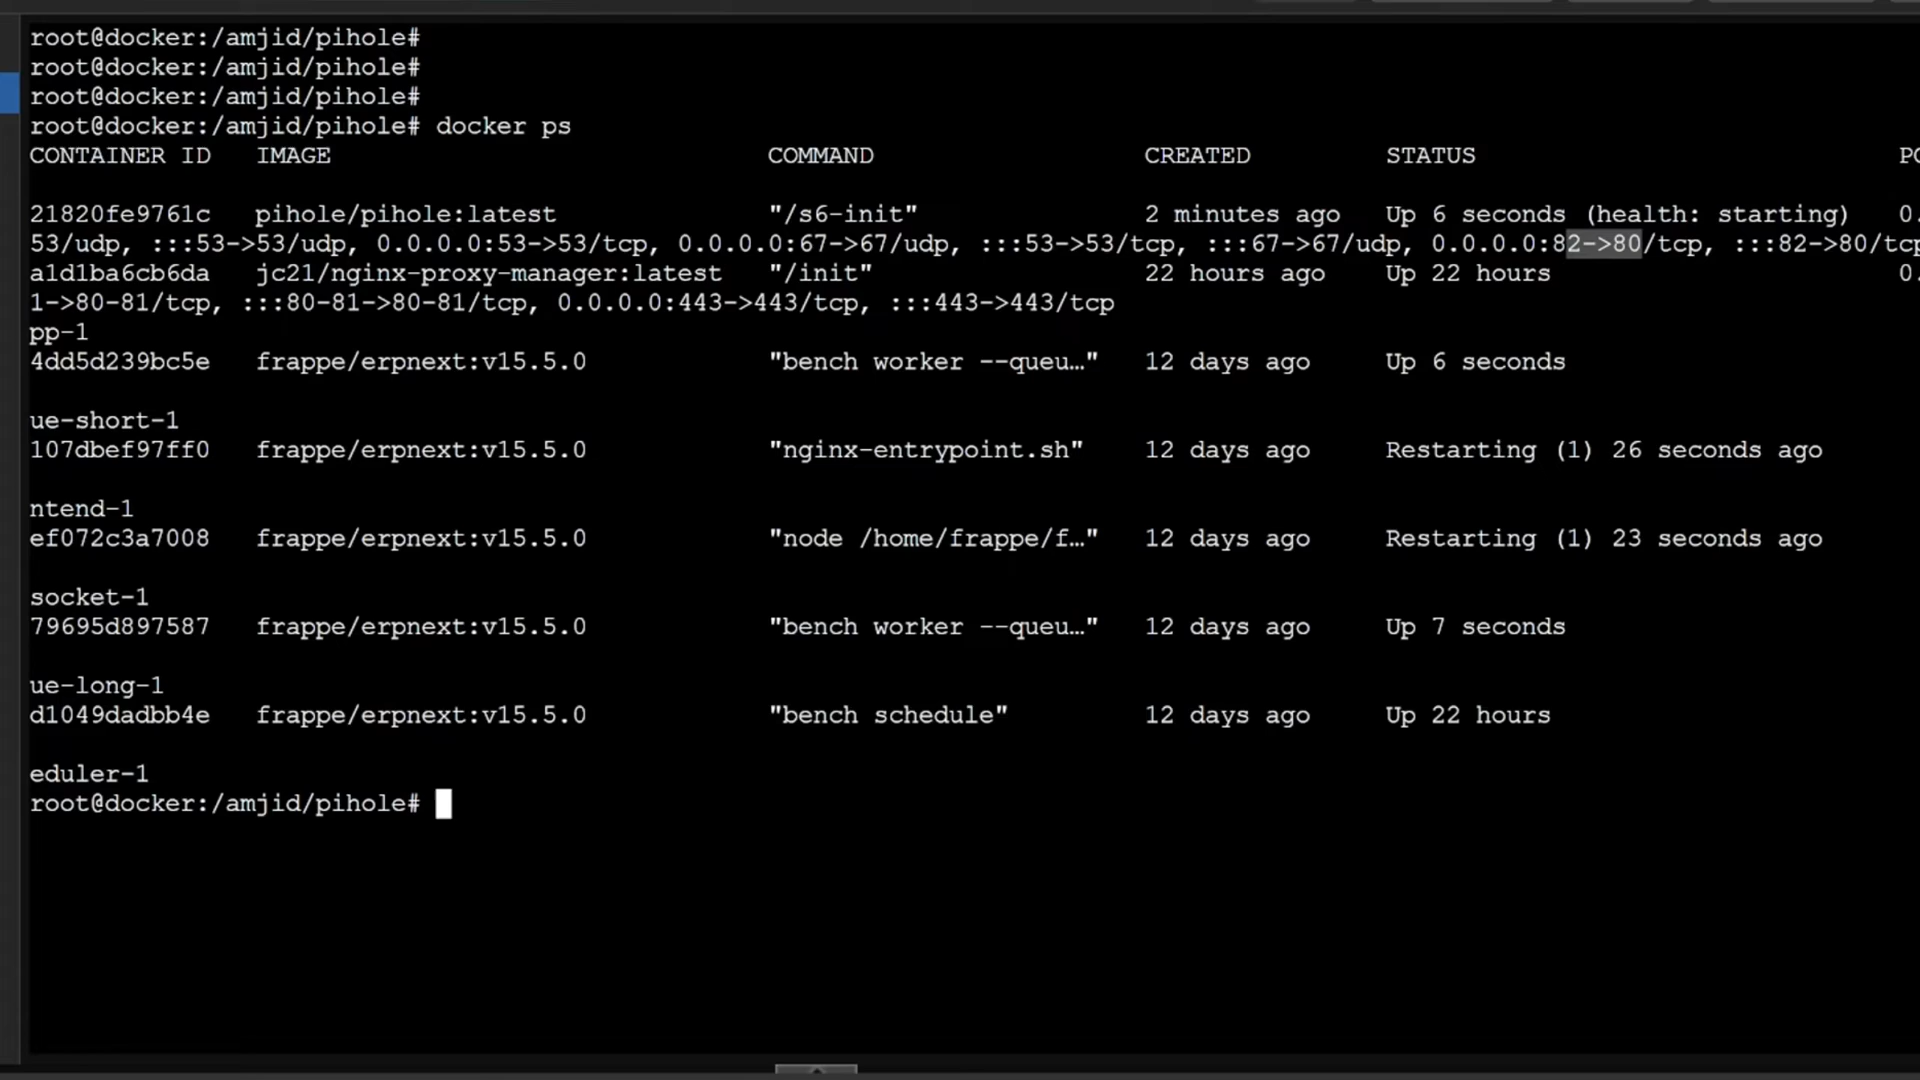 root@docker:/amjid/pihole#
root@docker:/amjid/pihole#
root@docker:/amjid/pihole#
root@docker:/amjid/pihole# docker ps
CONTAINER ID   IMAGE   COMMAND   CREATED   STATUS   PO
21820fe9761c   pihole/pihole:latest   "/s6-init"   2 minutes ago   Up 6 seconds (health: starting)   0.
53/udp, :::53->53/udp, 0.0.0.0:53->53/tcp, 0.0.0.0:67->67/udp, :::53->53/tcp, :::67->67/udp, 0.0.0.0:82->80/tcp, :::82->80/tcp
a1d1ba6cb6da   jc21/nginx-proxy-manager:latest   "/init"   22 hours ago   Up 22 hours   0.
1->80-81/tcp, :::80-81->80-81/tcp, 0.0.0.0:443->443/tcp, :::443->443/tcp
pp-1
4dd5d239bc5e   frappe/erpnext:v15.5.0   "bench worker --queu…"   12 days ago   Up 6 seconds
ue-short-1
107dbef97ff0   frappe/erpnext:v15.5.0   "nginx-entrypoint.sh"   12 days ago   Restarting (1) 26 seconds ago
ntend-1
ef072c3a7008   frappe/erpnext:v15.5.0   "node /home/frappe/f…"   12 days ago   Restarting (1) 23 seconds ago
socket-1
79695d897587   frappe/erpnext:v15.5.0   "bench worker --queu…"   12 days ago   Up 7 seconds
ue-long-1
d1049dadbb4e   frappe/erpnext:v15.5.0   "bench schedule"   12 days ago   Up 22 hours
eduler-1
root@docker:/amjid/pihole#